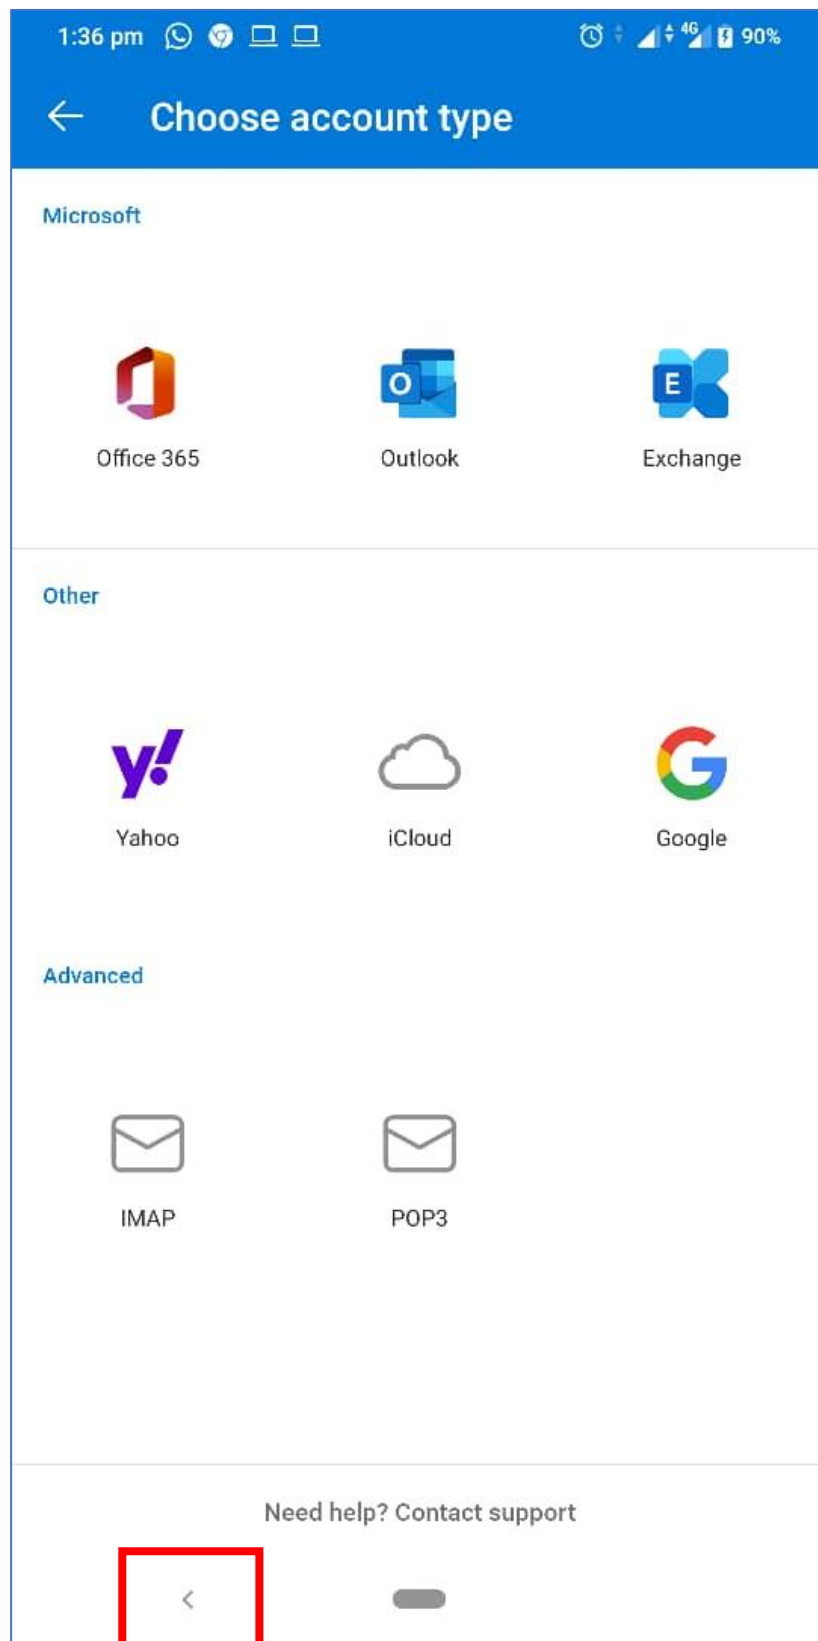 1:36 pm 4G 90%
Choose account type
Microsoft
O E
Office 365 Outlook Exchange
Other
y! G
Yahoo iCloud Google
Advanced
IMAP POP3
Need help? Contact support